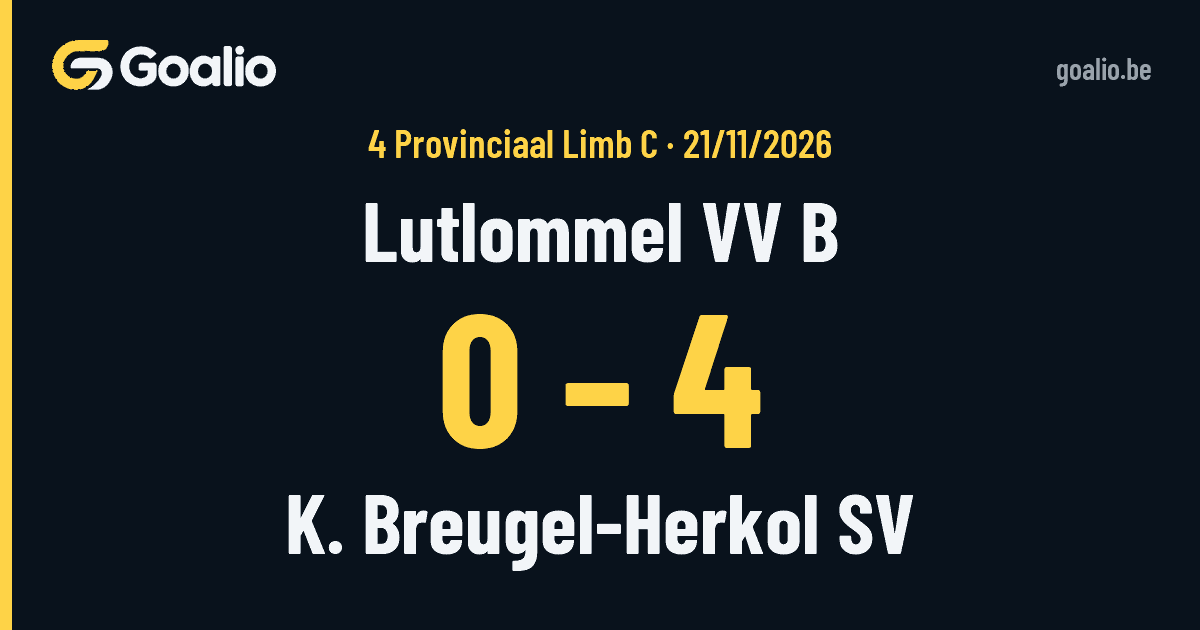 Goalio
goalio.be
4 Provinciaal Limb C · 21/11/2026
Lutlommel VV B
0 - 4
K. Breugel-Herkol SV